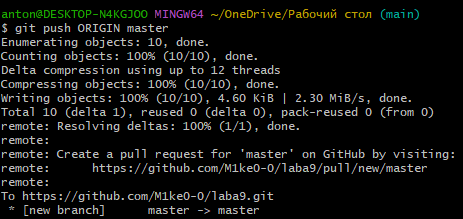 anton@DESKTOP-N4KGJOO MINGW64 ~/OneDrive/Рабочий стол (main)
$ git push ORIGIN master
Enumerating objects: 10, done.
Counting objects: 100% (10/10), done.
Delta compression using up to 12 threads
Compressing objects: 100% (10/10), done.
Writing objects: 100% (10/10), 4.60 KiB | 2.30 MiB/s, done.
Total 10 (delta 1), reused 0 (delta 0), pack-reused 0 (from 0)
remote: Resolving deltas: 100% (1/1), done.
remote:
remote: Create a pull request for 'master' on GitHub by visiting:
remote:      https://github.com/M1ke0-0/laba9/pull/new/master
remote:
To https://github.com/M1ke0-0/laba9.git
 * [new branch]      master -> master